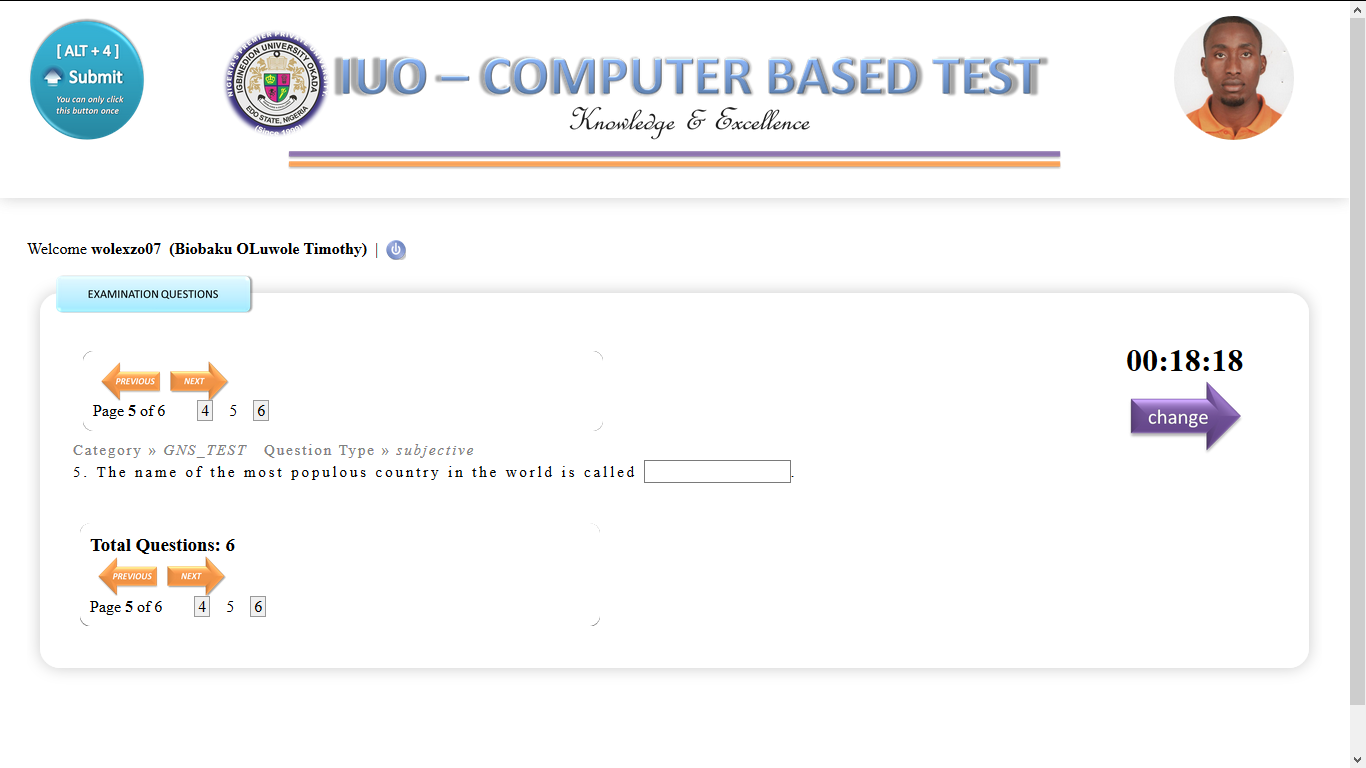 [ ALT + 4 ]
Submit
You can only click
this button once
NIGERIA'S PREMIER PRIVATE UNIVERSITY
IGBINEDION UNIVERSITY OKADA
EDO STATE, NIGERIA
(Since 1999)
IUO – COMPUTER BASED TEST
Knowledge & Excellence
Welcome wolexzo07 (Biobaku OLuwole Timothy) |
EXAMINATION QUESTIONS
00:18:18
PREVIOUS NEXT
change
Page 5 of 6 4 5 6
Category » GNS_TEST Question Type » subjective
5. The name of the most populous country in the world is called .
Total Questions: 6
PREVIOUS NEXT
Page 5 of 6 4 5 6